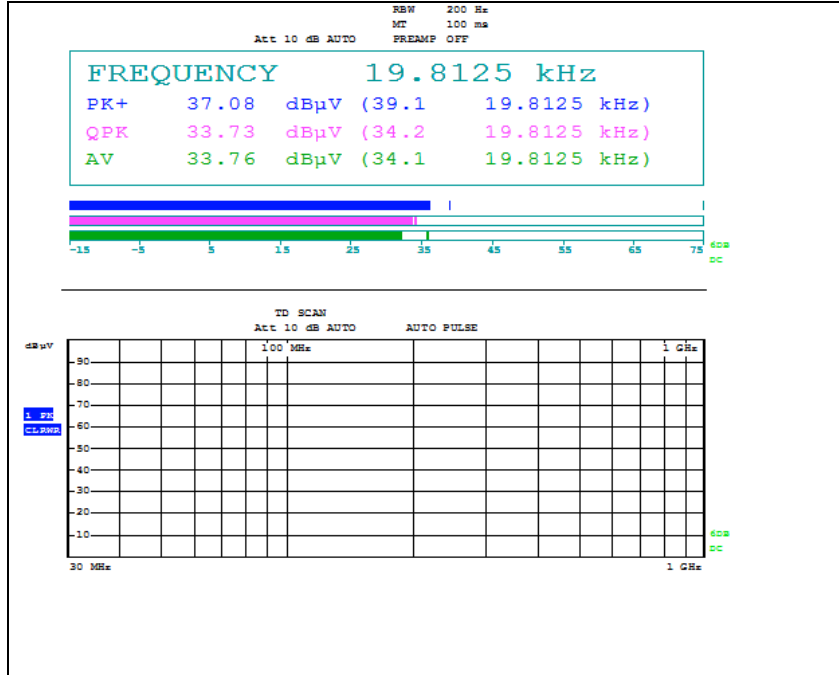 RBW 200 Hz
MT 100 ms
Att 10 dB AUTO PREAMP OFF
FREQUENCY 19.8125 kHz
PK+ 37.08 dBµV (39.1 19.8125 kHz)
QPK 33.73 dBµV (34.2 19.8125 kHz)
AV 33.76 dBµV (34.1 19.8125 kHz)
-15 -5 5 15 25 35 45 55 65 75
6DB
DC
TD SCAN
Att 10 dB AUTO AUTO PULSE
dBµV
100 MHz 1 GHz
90
80
70
1 PK
CLRWR
60
50
40
30
20
10
6DB
DC
30 MHz 1 GHz